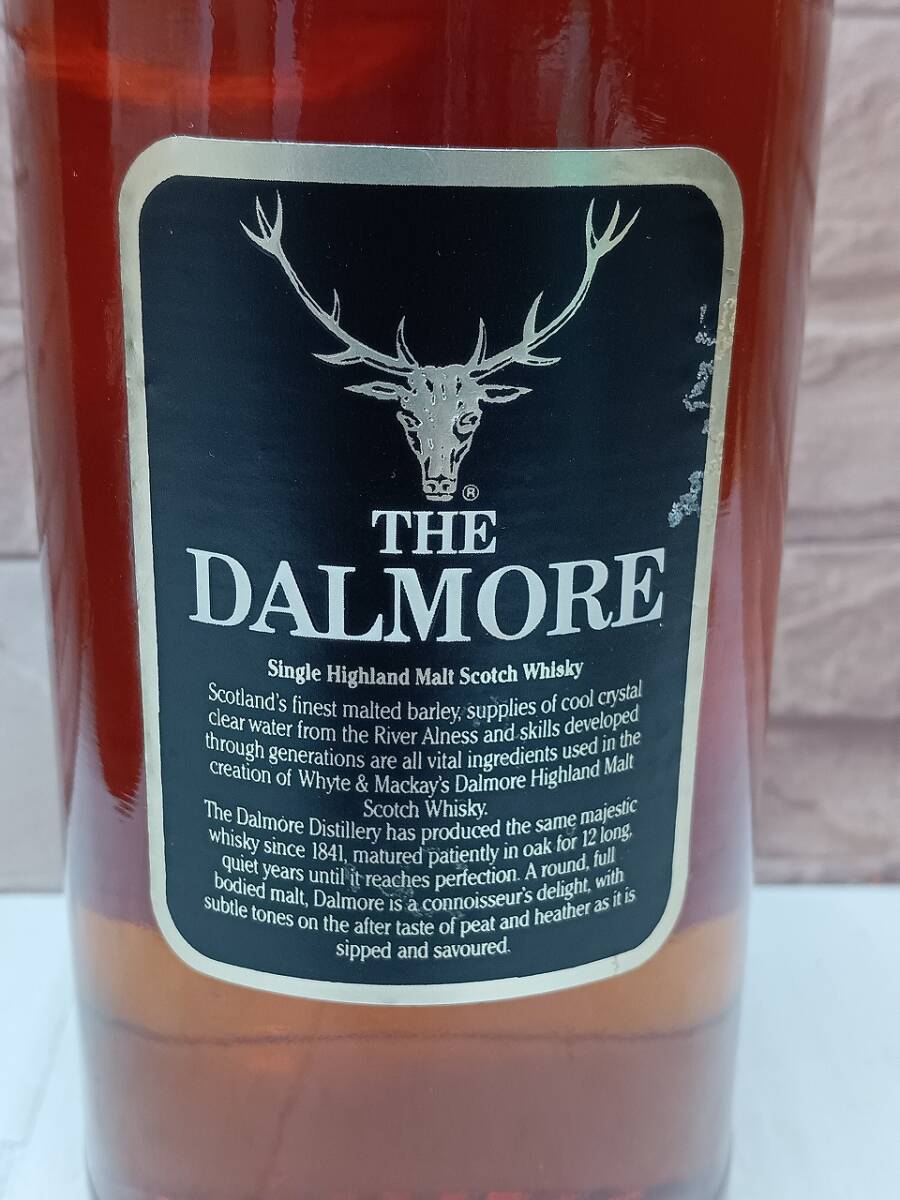 ®
THE
DALMORE
Single Highland Malt Scotch Whisky
Scotland's finest malted barley, supplies of cool crystal
clear water from the River Alness and skills developed
through generations are all vital ingredients used in the
creation of Whyte & Mackay's Dalmore Highland Malt
Scotch Whisky.
The Dalmore Distillery has produced the same majestic
whisky since 1841, matured patiently in oak for 12 long,
quiet years until it reaches perfection. A round, full
bodied malt, Dalmore is a connoisseur's delight, with
subtle tones on the after taste of peat and heather as it is
sipped and savoured.